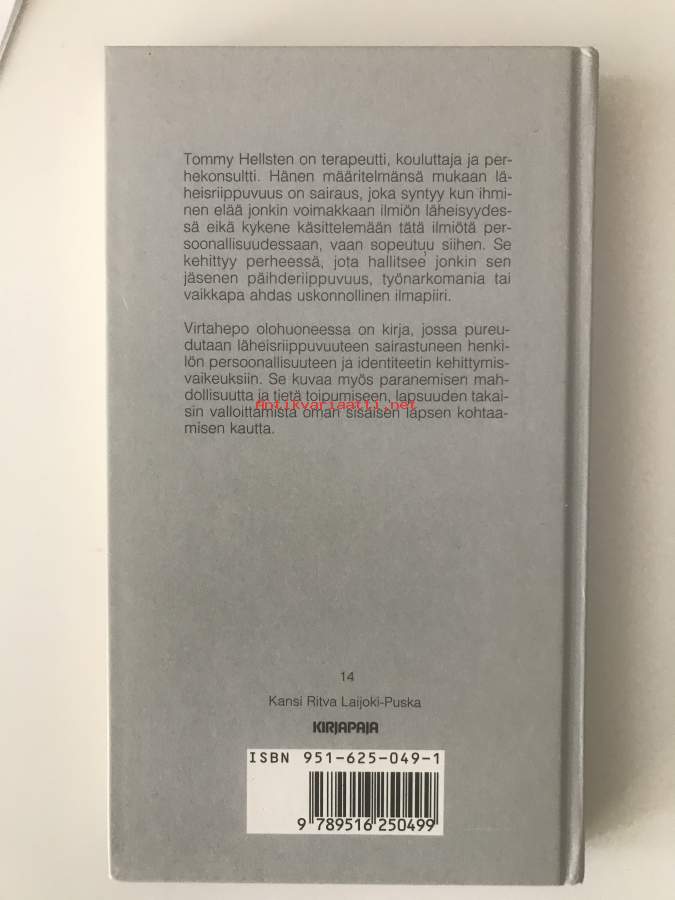 Tommy Hellsten on terapeutti, kouluttaja ja per-
hekonsultti. Hänen määritelmänsä mukaan lä-
heisriippuvuus on sairaus, joka syntyy kun ihmi-
nen elää jonkin voimakkaan ilmiön läheisyydes-
sä eikä kykene käsittelemään tätä ilmiötä per-
soonallisuudessaan, vaan sopeutuu siihen. Se
kehittyy perheessä, jota hallitsee jonkin sen
jäsenen päihderiippuvuus, työnarkomania tai
vaikkapa ahdas uskonnollinen ilmapiiri.
Virtahepo olohuoneessa on kirja, jossa pureu-
dutaan läheisriippuvuuteen sairastuneen henki-
lön persoonallisuuteen ja identiteetin kehittymis-
vaikeuksiin. Se kuvaa myös paranemisen mah-
dollisuutta ja tietä toipumiseen, lapsuuden takai-
antikvariaatti.net
sin valloittamista oman sisäisen lapsen kohtaa-
misen kautta.
14
Kansi Ritva Laijoki-Puska
KIRJAPAJA
ISBN 951-625-049-1
9 789516 250499